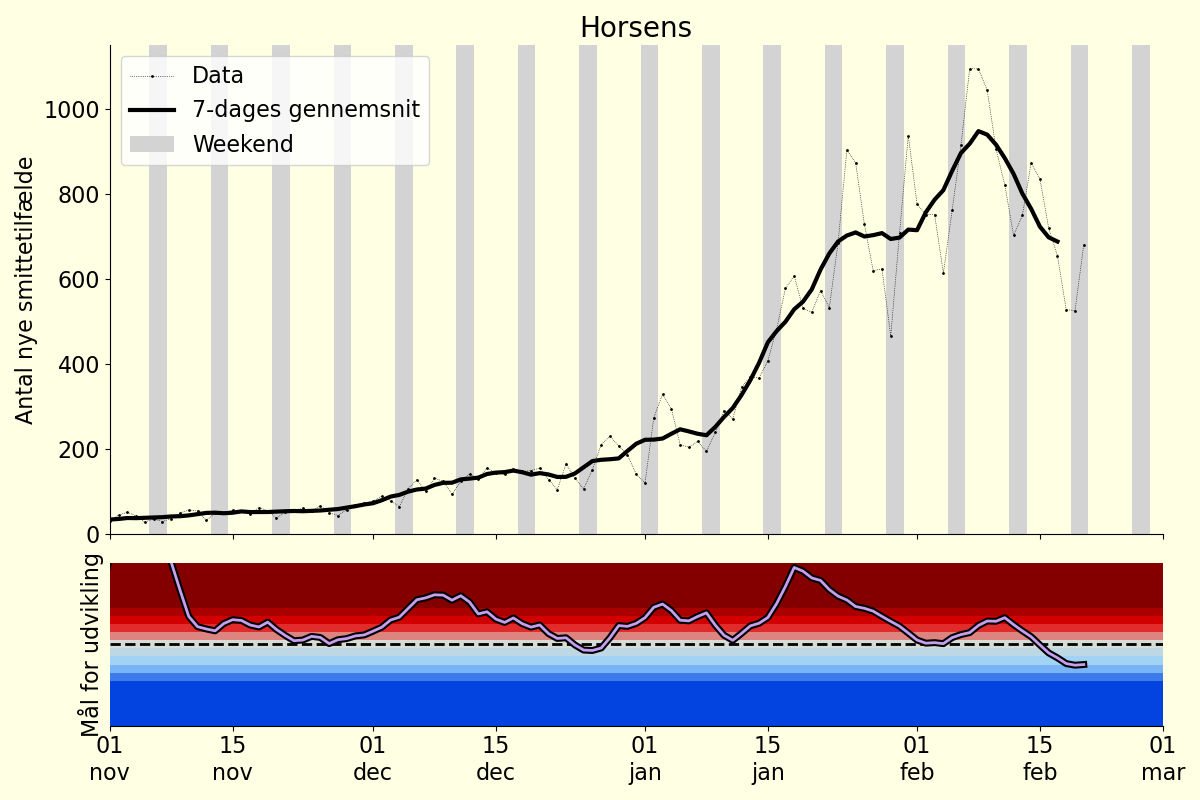 Horsens
Data
7-dages gennemsnit
Weekend
Antal nye smittetilfælde
1000
800
600
400
200
0
Mål for udvikling
01 15 01 15 01 15 01 15 01
nov nov dec dec jan jan feb feb mar